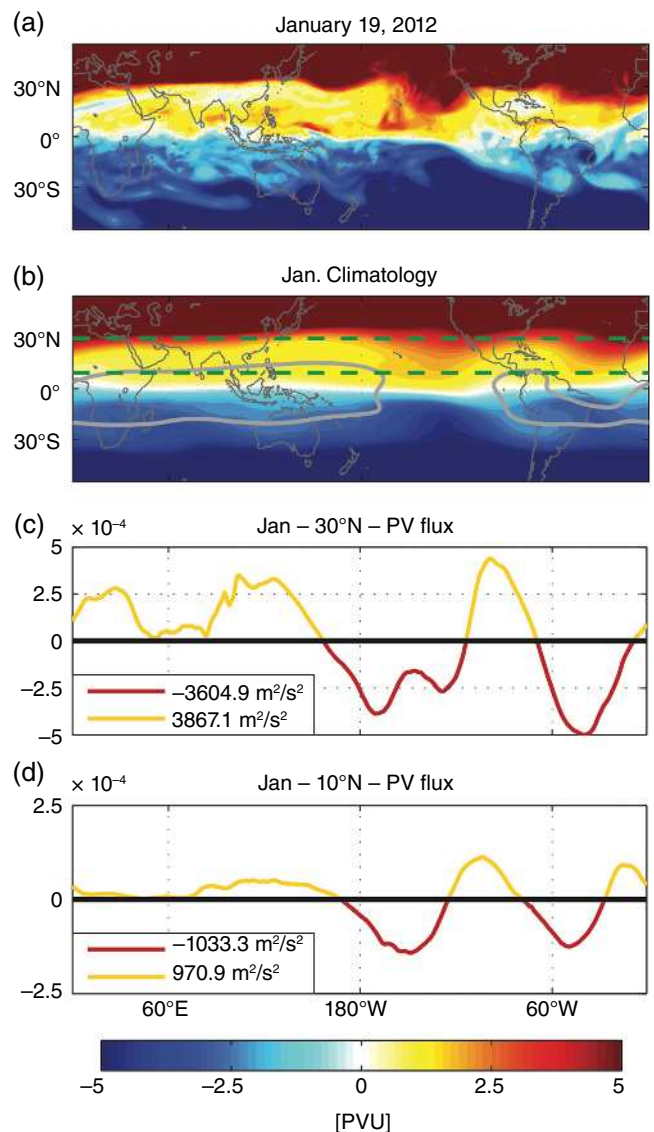 (a) January 19, 2012
30°N
0°
30°S
(b) Jan. Climatology
30°N
0°
30°S
(c) × 10⁻⁴ Jan – 30°N – PV flux
5
2.5
0
−2.5
−5
−3604.9 m²/s²
3867.1 m²/s²
(d) × 10⁻⁴ Jan – 10°N – PV flux
2.5
0
−2.5
−1033.3 m²/s²
970.9 m²/s²
60°E 180°W 60°W
−5 −2.5 0 2.5 5
[PVU]